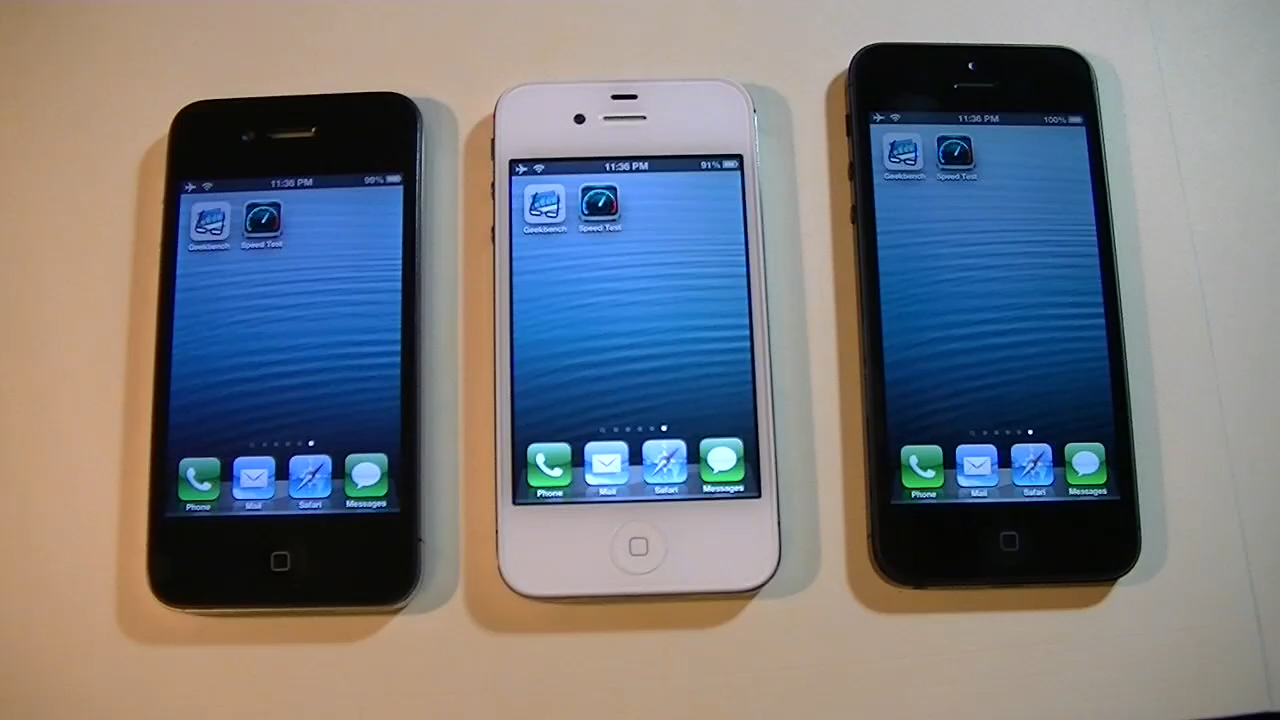 11:36 PM 99%
Geekbench Speed Test
Phone Mail Safari Messages
11:36 PM 91%
Geekbench Speed Test
Phone Mail Safari Messages
11:36 PM 100%
Geekbench Speed Test
Phone Mail Safari Messages